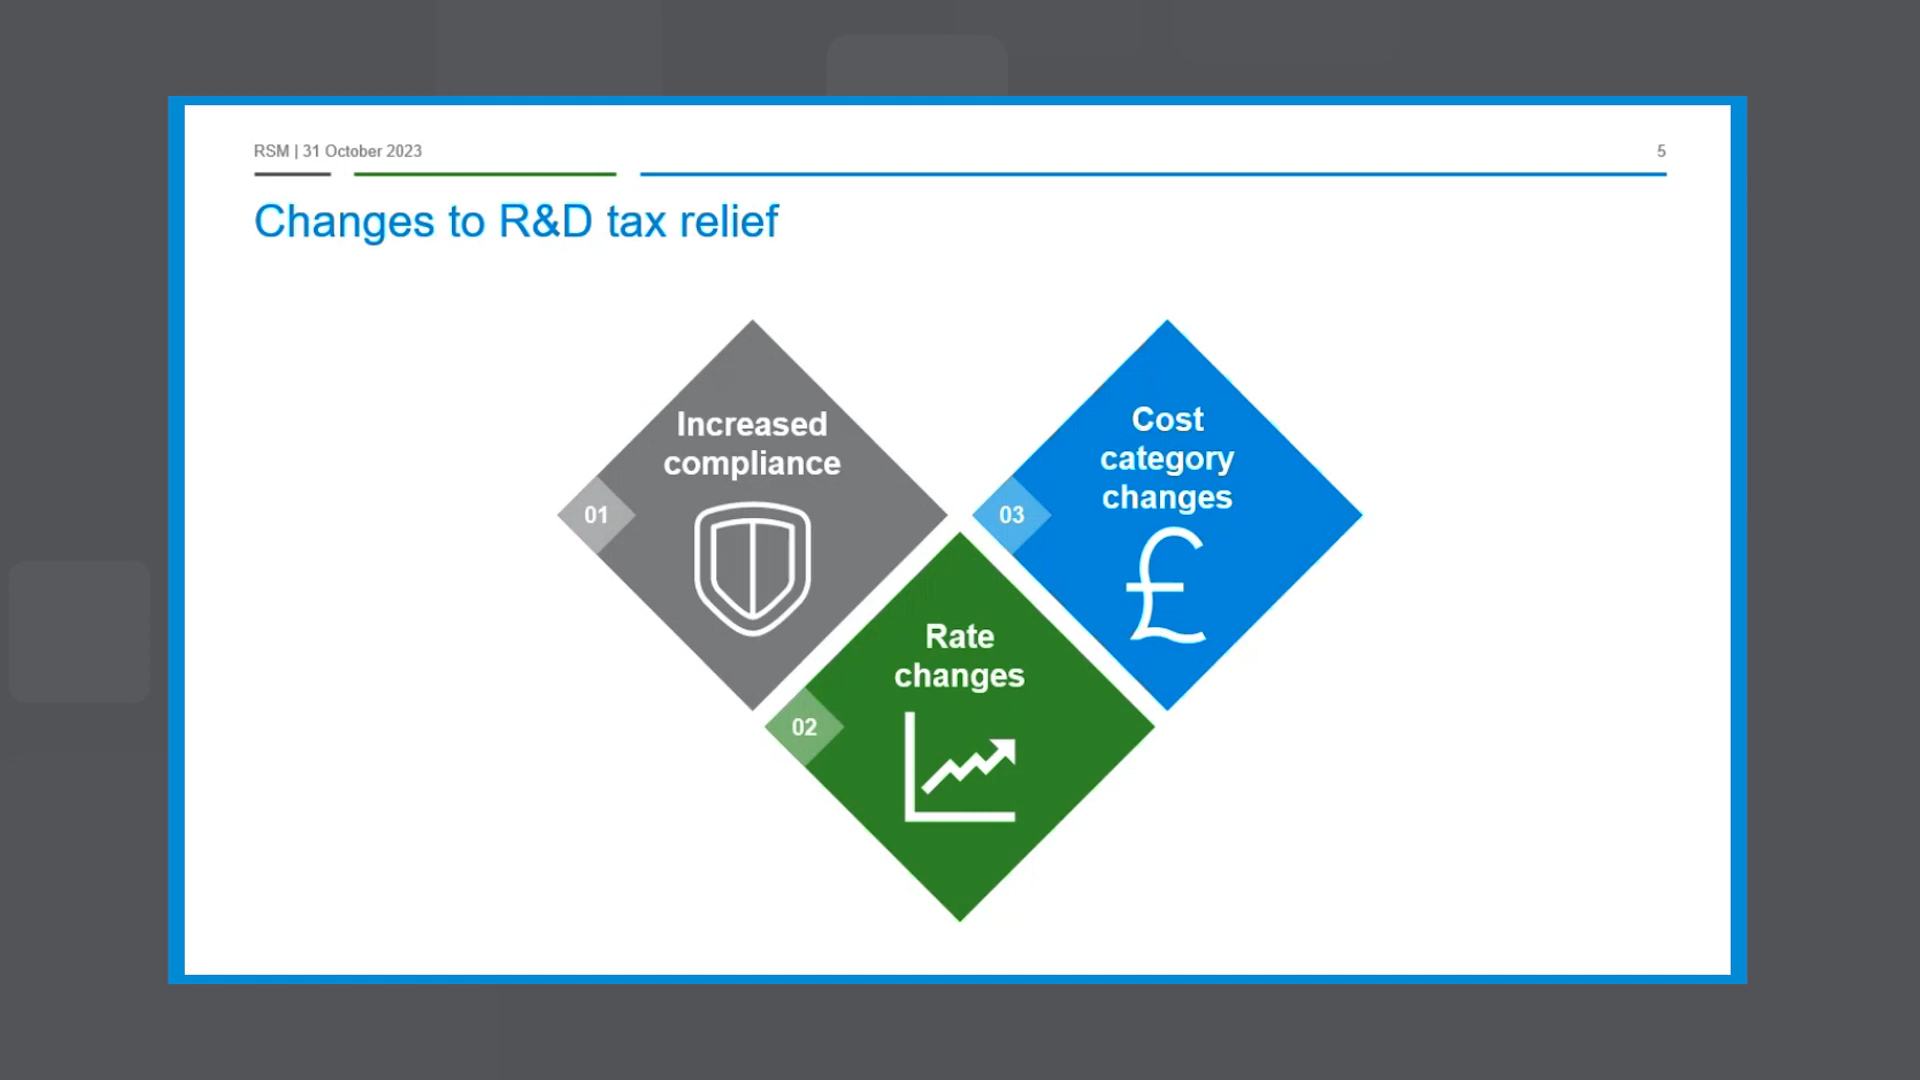 RSM | 31 October 2023
5
Changes to R&D tax relief
Increased
compliance
01
Rate
changes
02
Cost
category
changes
03
£